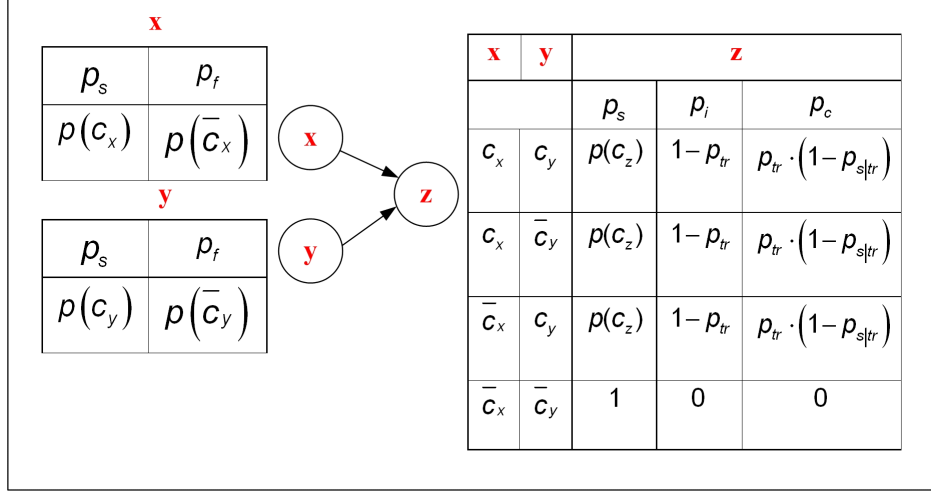 x
p_s p_f
p(c_x) p(c̅_x)
y
p_s p_f
p(c_y) p(c̅_y)
x
y
z
x y z
p_s p_i p_c
c_x c_y p(c_z) 1−p_tr p_tr·(1−p_s|tr)
c_x c̅_y p(c_z) 1−p_tr p_tr·(1−p_s|tr)
c̅_x c_y p(c_z) 1−p_tr p_tr·(1−p_s|tr)
c̅_x c̅_y 1 0 0